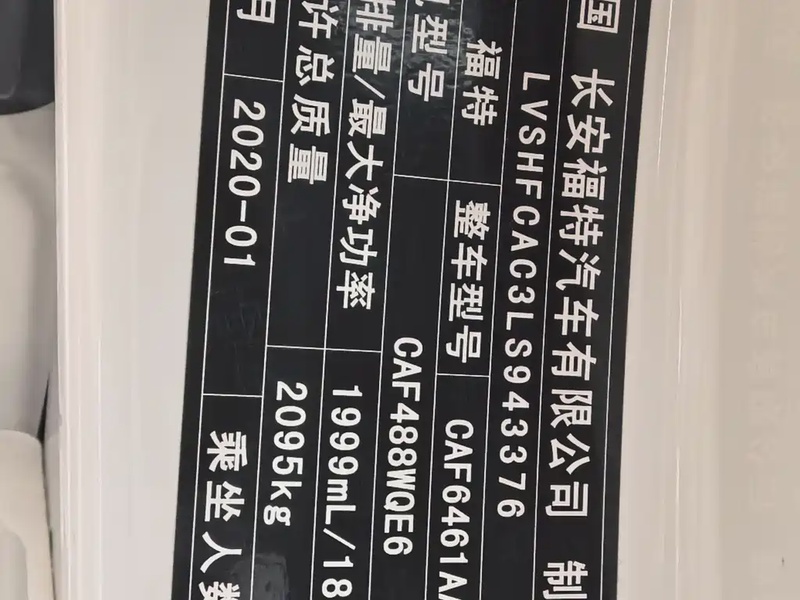 国 长安福特汽车有限公司 制
LVSHFCAC3LS943376
福特 整车型号 CAF6461A
型号 CAF488WQE6
排量/最大净功率 1999mL/18
许总质量 2095kg
月 2020-01 乘坐人数